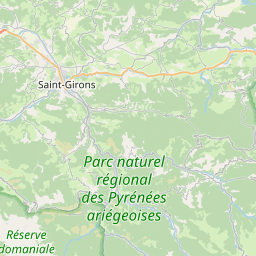 Saint-Girons
Parc naturel
régional
des Pyrénées
ariégeoises
Réserve
domaniale